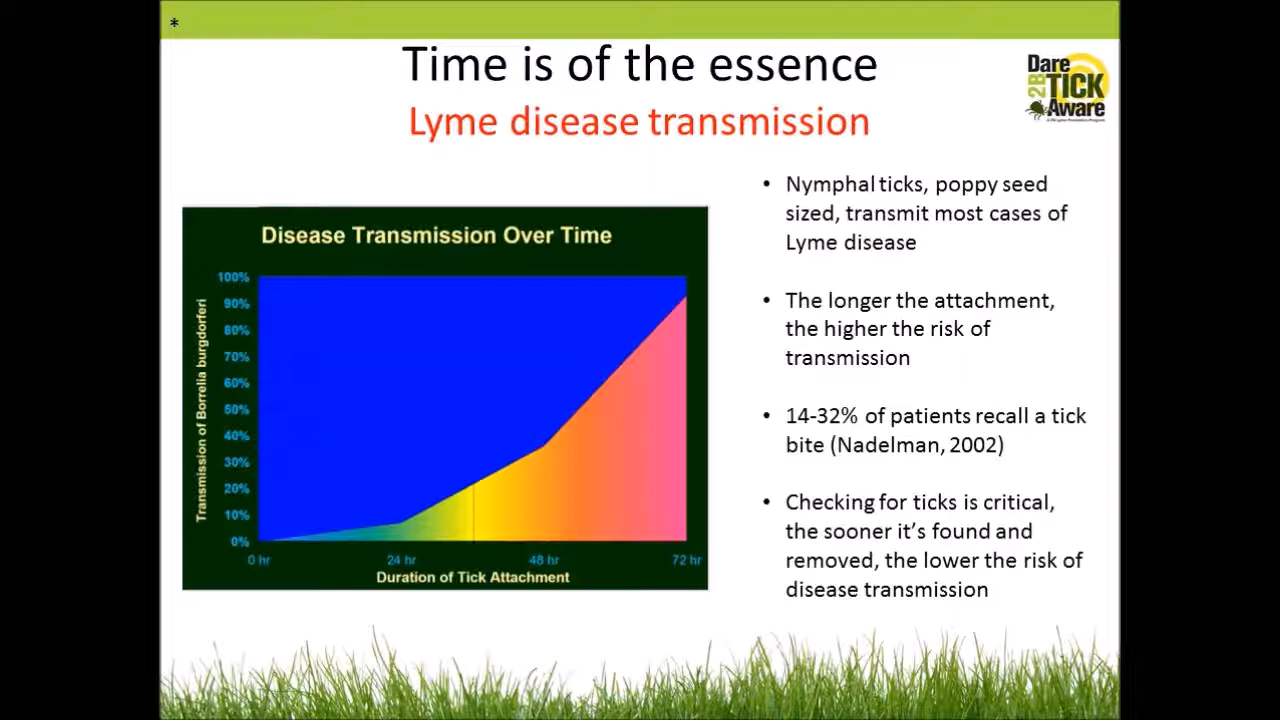 *
Time is of the essence
Lyme disease transmission
Dare
2B
TICK
Aware
Disease Transmission Over Time
Transmission of Borrelia burgdorferi
100%
90%
80%
70%
60%
50%
40%
30%
20%
10%
0%
0 hr
24 hr
48 hr
72 hr
Duration of Tick Attachment
• Nymphal ticks, poppy seed
sized, transmit most cases of
Lyme disease
• The longer the attachment,
the higher the risk of
transmission
• 14-32% of patients recall a tick
bite (Nadelman, 2002)
• Checking for ticks is critical,
the sooner it’s found and
removed, the lower the risk of
disease transmission